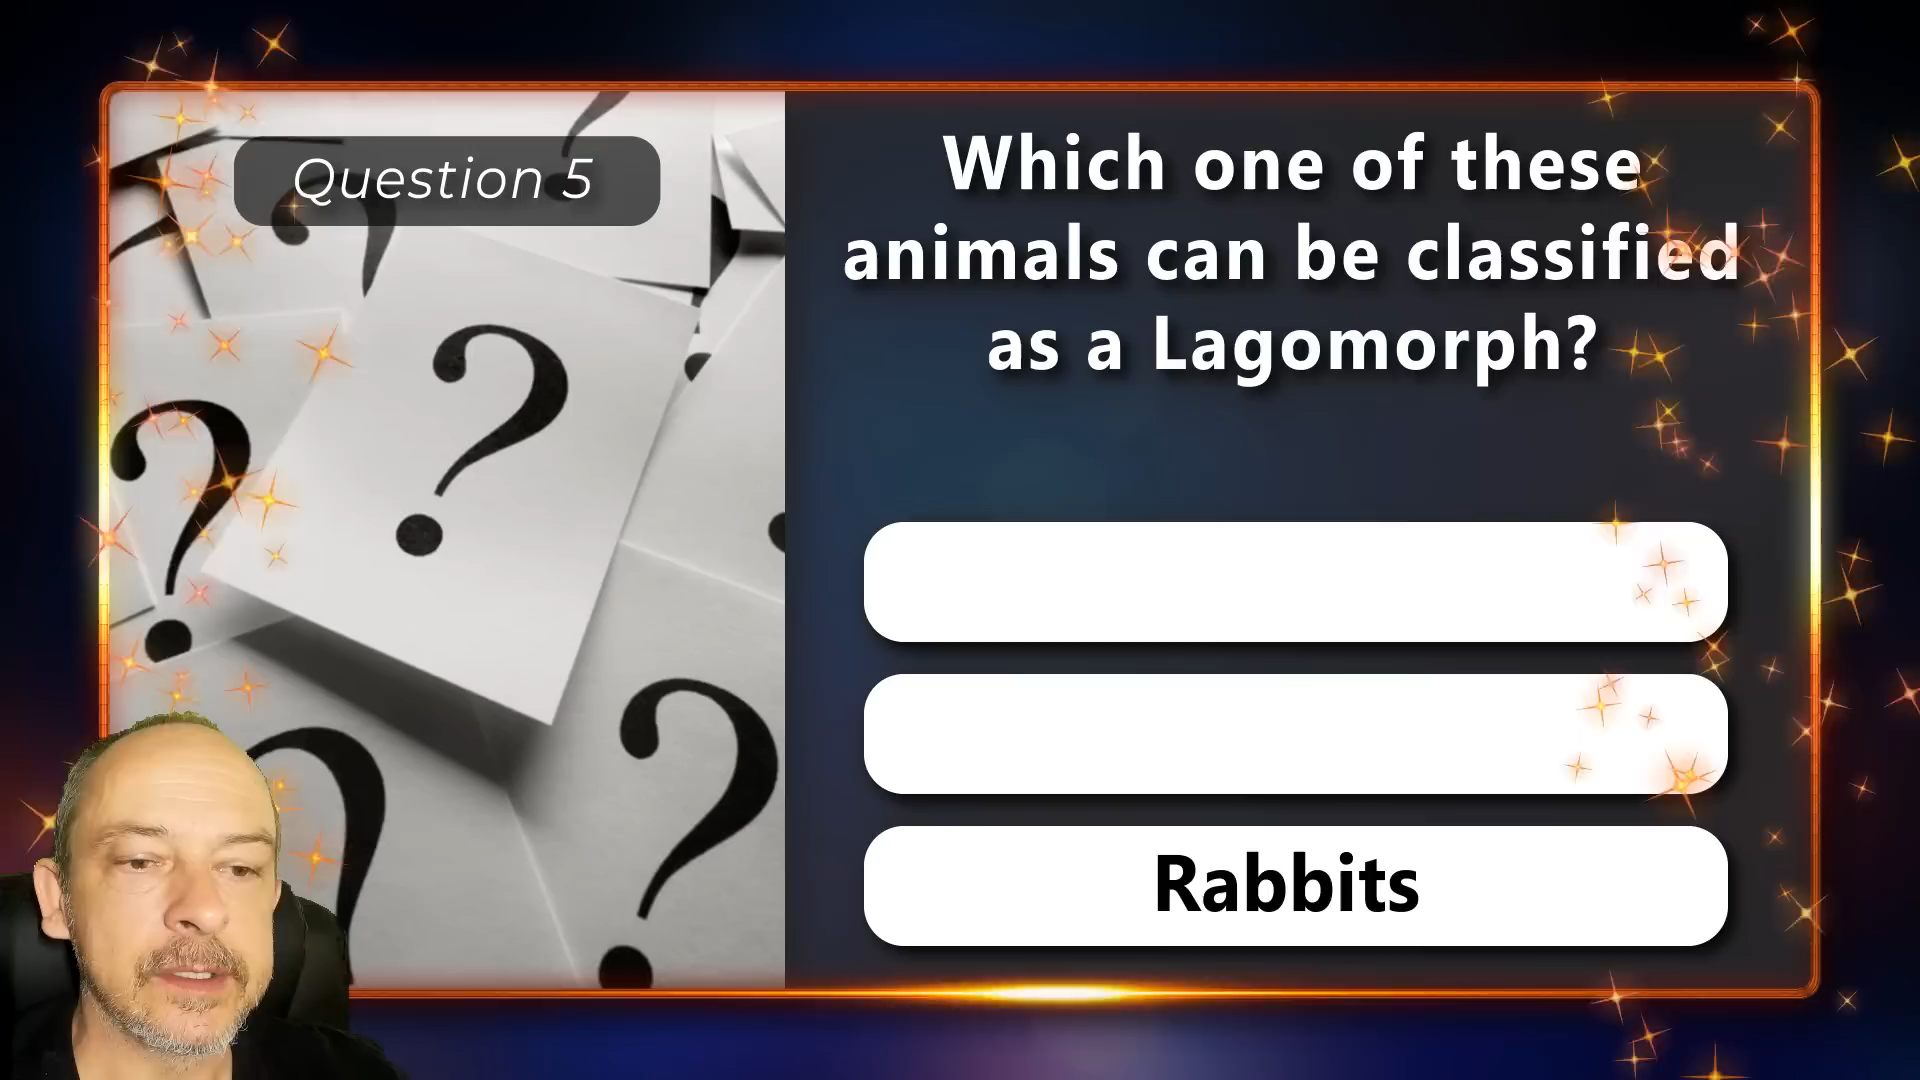 Question 5
Which one of these
animals can be classified
as a Lagomorph?
Rabbits